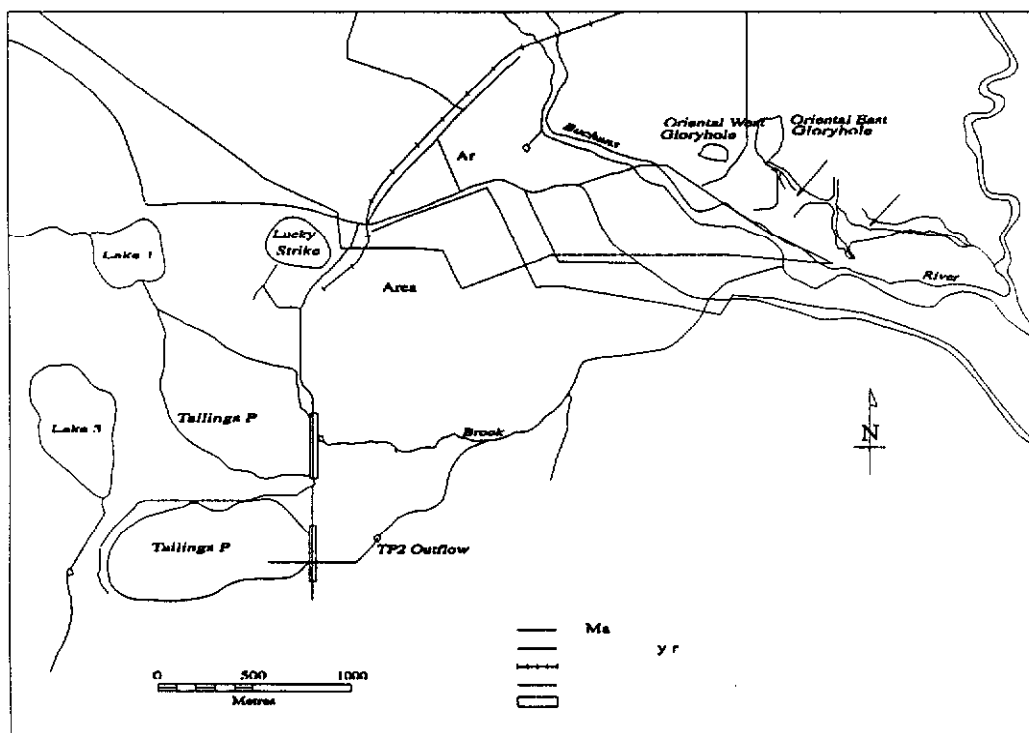 Buchans
Oriental West
Gloryhole
Oriental East
Gloryhole
Ar
Lucky
Strike
Lake 1
Area
River
Tailings P
Lake 3
Brook
N
Tailings P
TP2 Outflow
Ma
y r
0 500 1000
Metres